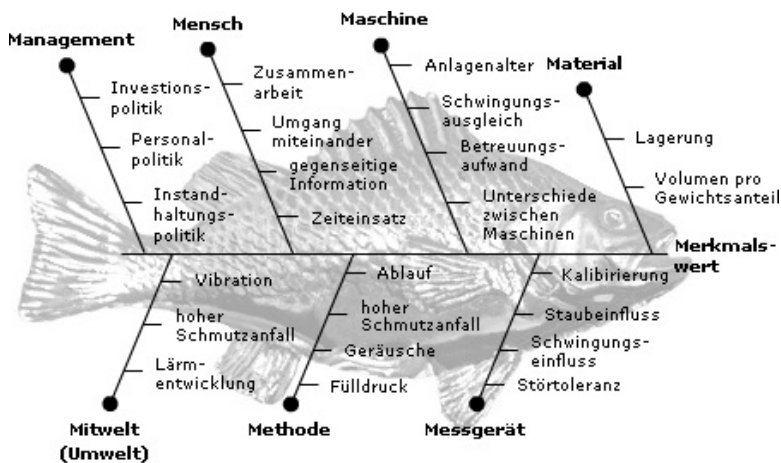 Management
Investions-
politik
Personal-
politik
Instand-
haltungs-
politik
Mensch
Zusammen-
arbeit
Umgang
miteinander
gegenseitige
Information
Zeiteinsatz
Maschine
Anlagenalter
Schwingungs-
ausgleich
Betreuungs-
aufwand
Unterschiede
zwischen
Maschinen
Material
Lagerung
Volumen pro
Gewichtsanteil
Merkmals-
wert
Vibration
hoher
Schmutzanfall
Lärm-
entwicklung
Mitwelt
(Umwelt)
Ablauf
hoher
Schmutzanfall
Geräusche
Fülldruck
Methode
Kalibirierung
Staubeinfluss
Schwingungs-
einfluss
Störtoleranz
Messgerät